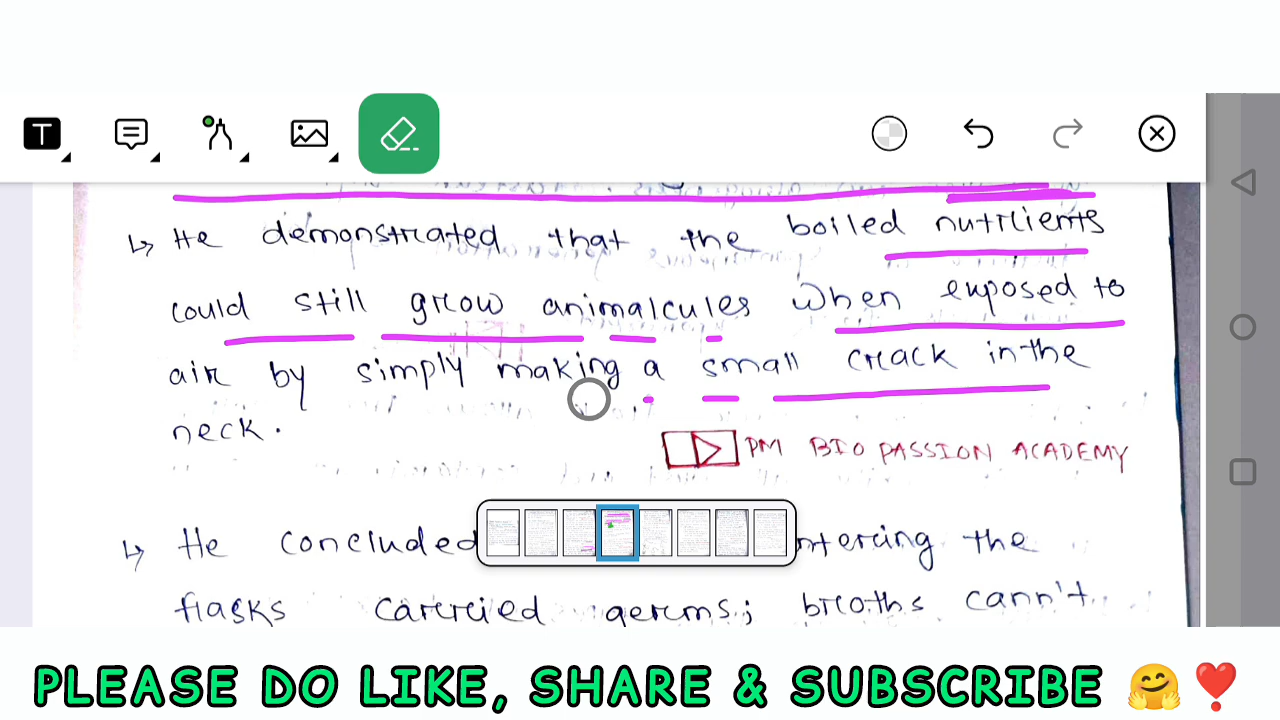 T
↳ He demonstrated that the boiled nutrients
could still grow animalcules when exposed to
air by simply making a small crack in the
neck.
PM BIO PASSION ACADEMY
↳ He concluded ntering the
flasks carried germs; broths cann't
PLEASE DO LIKE, SHARE & SUBSCRIBE 🤗❣️